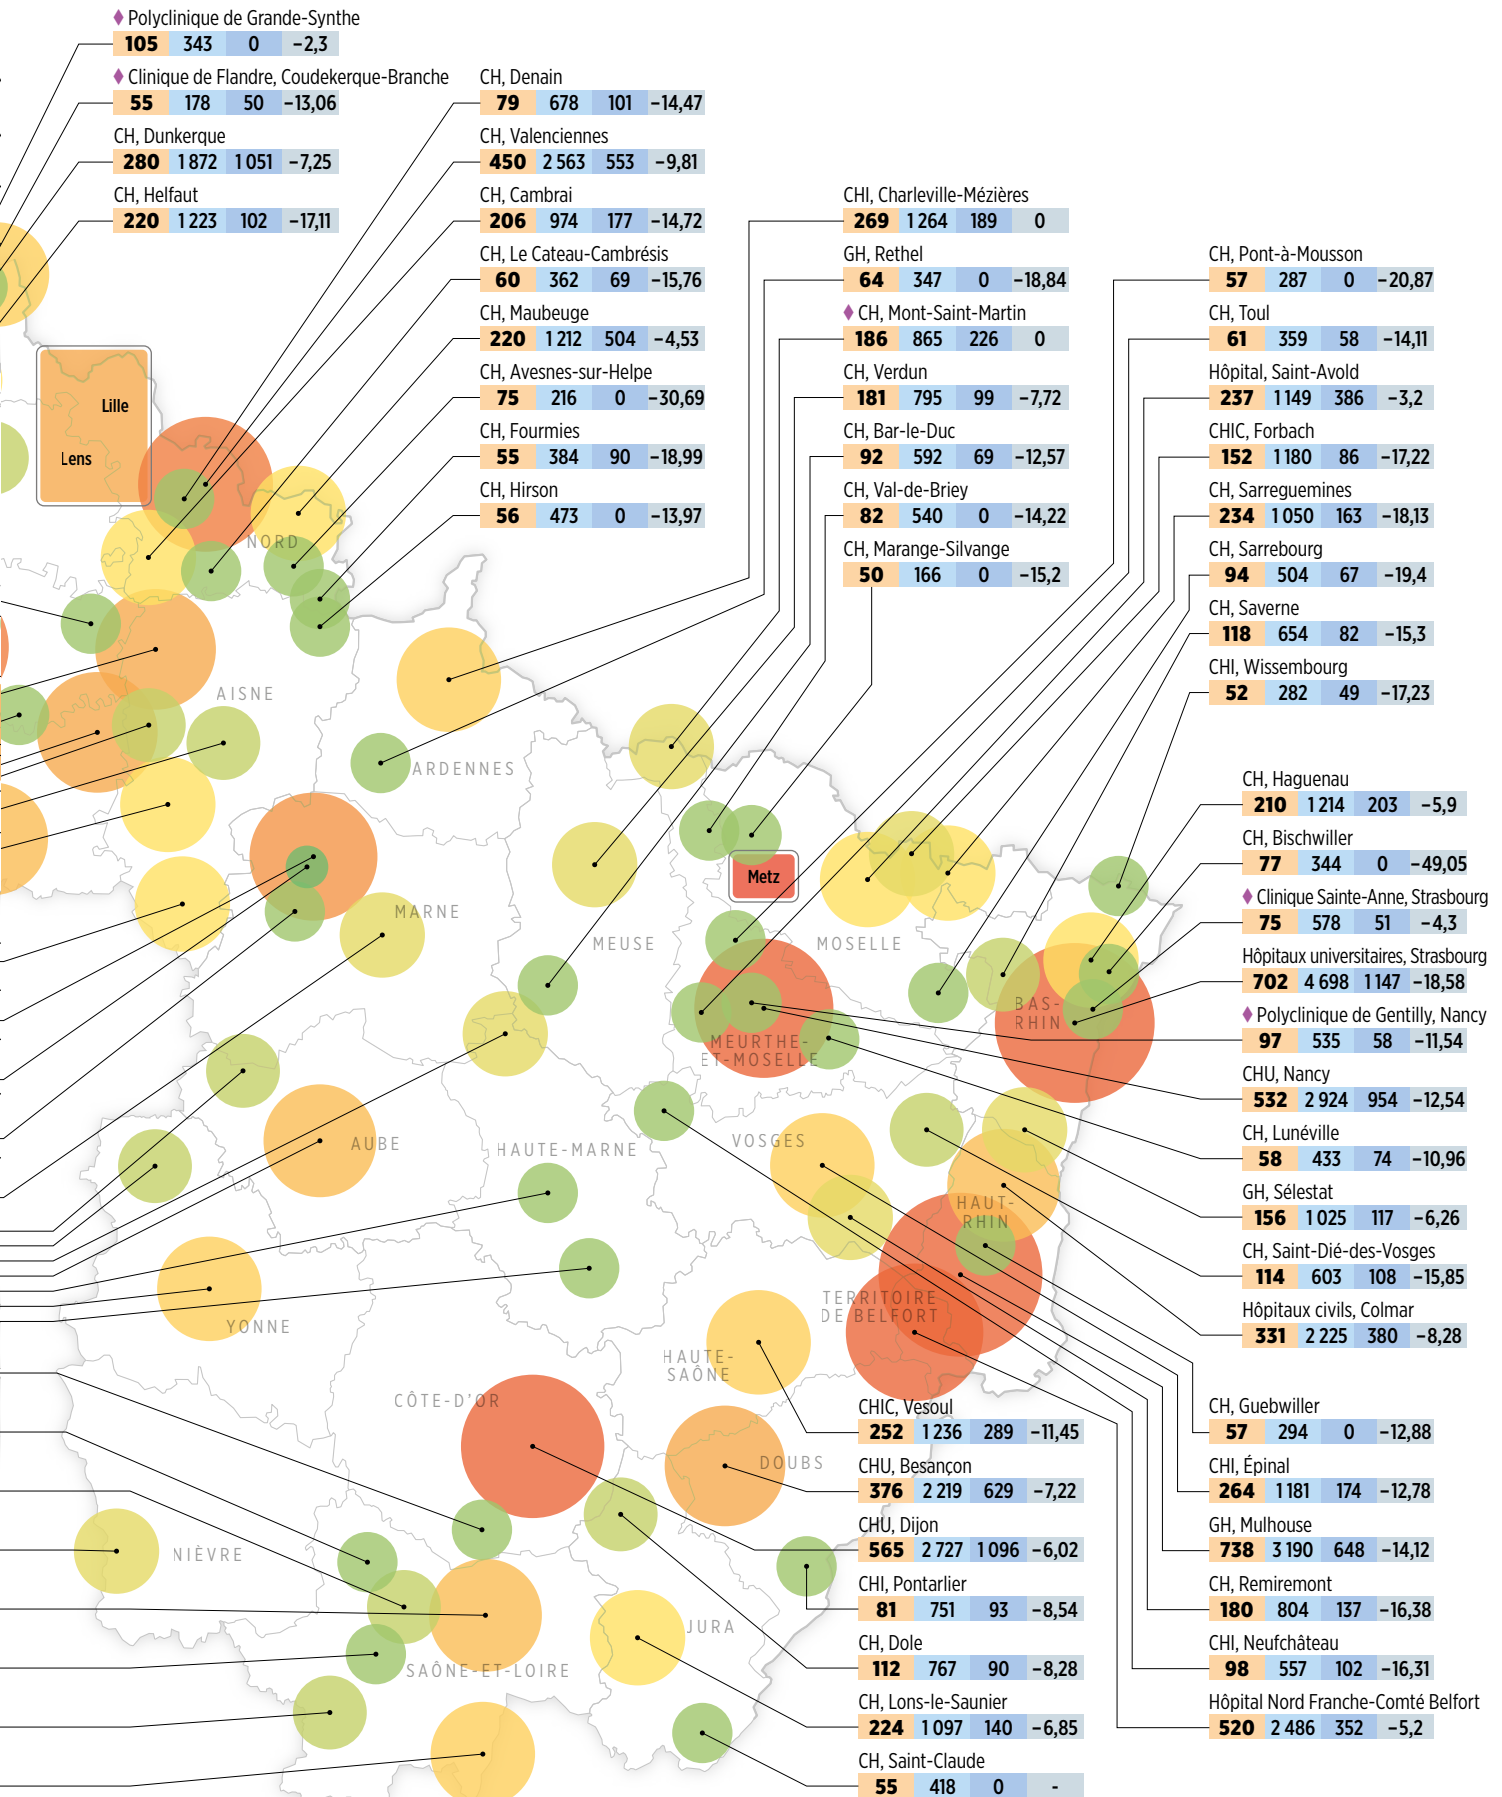 Polyclinique de Grande-Synthe
105 343 0 –2,3
Clinique de Flandre, Coudekerque-Branche
55 178 50 –13,06
CH, Dunkerque
280 1 872 1 051 –7,25
CH, Helfaut
220 1 223 102 –17,11
CH, Denain
79 678 101 –14,47
CH, Valenciennes
450 2 563 553 –9,81
CH, Cambrai
206 974 177 –14,72
CH, Le Cateau-Cambrésis
60 362 69 –15,76
CH, Maubeuge
220 1 212 504 –4,53
CH, Avesnes-sur-Helpe
75 216 0 –30,69
CH, Fourmies
55 384 90 –18,99
CH, Hirson
56 473 0 –13,97
CHI, Charleville-Mézières
269 1 264 189 0
GH, Rethel
64 347 0 –18,84
CH, Mont-Saint-Martin
186 865 226 0
CH, Verdun
181 795 99 –7,72
CH, Bar-le-Duc
92 592 69 –12,57
CH, Val-de-Briey
82 540 0 –14,22
CH, Marange-Silvange
50 166 0 –15,2
CH, Pont-à-Mousson
57 287 0 –20,87
CH, Toul
61 359 58 –14,11
Hôpital, Saint-Avold
237 1 149 386 –3,2
CHIC, Forbach
152 1 180 86 –17,22
CH, Sarreguemines
234 1 050 163 –18,13
CH, Sarrebourg
94 504 67 –19,4
CH, Saverne
118 654 82 –15,3
CHI, Wissembourg
52 282 49 –17,23
CH, Haguenau
210 1 214 203 –5,9
CH, Bischwiller
77 344 0 –49,05
Clinique Sainte-Anne, Strasbourg
75 578 51 –4,3
Hôpitaux universitaires, Strasbourg
702 4 698 1 147 –18,58
Polyclinique de Gentilly, Nancy
97 535 58 –11,54
CHU, Nancy
532 2 924 954 –12,54
CH, Lunéville
58 433 74 –10,96
GH, Sélestat
156 1 025 117 –6,26
CH, Saint-Dié-des-Vosges
114 603 108 –15,85
Hôpitaux civils, Colmar
331 2 225 380 –8,28
CH, Guebwiller
57 294 0 –12,88
CHI, Épinal
264 1 181 174 –12,78
GH, Mulhouse
738 3 190 648 –14,12
CH, Remiremont
180 804 137 –16,38
CHI, Neufchâteau
98 557 102 –16,31
Hôpital Nord Franche-Comté Belfort
520 2 486 352 –5,2
CHIC, Vesoul
252 1 236 289 –11,45
CHU, Besançon
376 2 219 629 –7,22
CHU, Dijon
565 2 727 1 096 –6,02
CHI, Pontarlier
81 751 93 –8,54
CH, Dole
112 767 90 –8,28
CH, Lons-le-Saunier
224 1 097 140 –6,85
CH, Saint-Claude
55 418 0 -
Lille
Lens
NORD
AISNE
ARDENNES
Metz
MARNE
MEUSE
MOSELLE
BAS-
RHIN
MEURTHE-
ET-MOSELLE
AUBE
HAUTE-MARNE
VOSGES
HAUT-
RHIN
TERRITOIRE
DE BELFORT
YONNE
HAUTE-
SAÔNE
CÔTE-D'OR
DOUBS
NIÈVRE
JURA
SAÔNE-ET-LOIRE